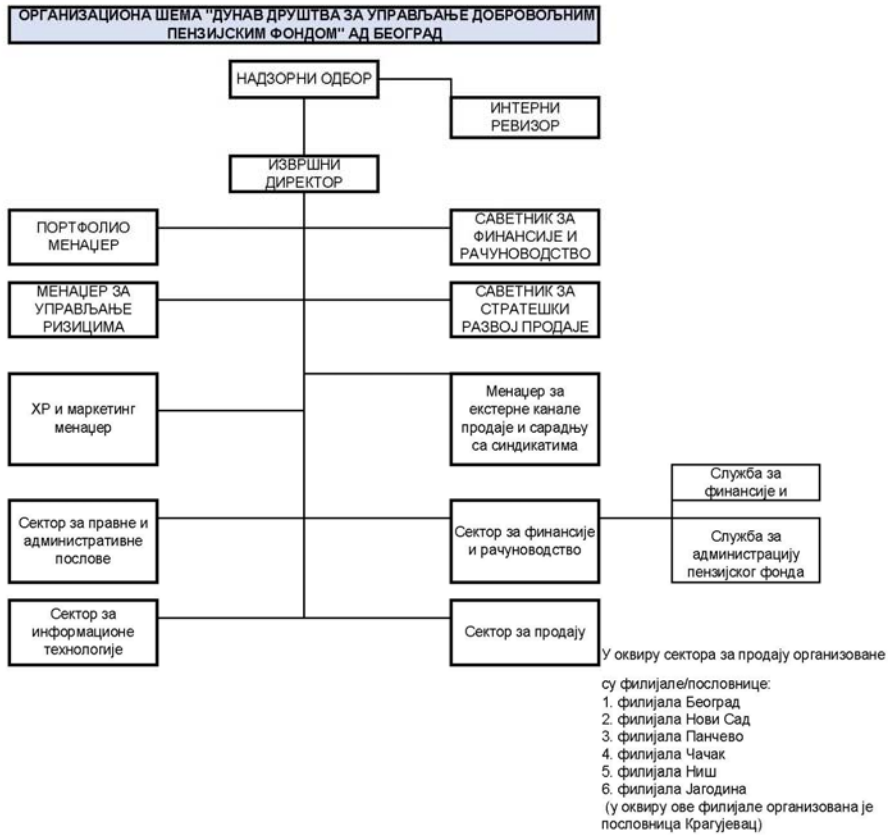 ОРГАНИЗАЦИОНА ШЕМА "ДУНАВ ДРУШТВА ЗА УПРАВЉАЊЕ ДОБРОВОЉНИМ
ПЕНЗИЈСКИМ ФОНДОМ" АД БЕОГРАД
НАДЗОРНИ ОДБОР
ИНТЕРНИ
РЕВИЗОР
ИЗВРШНИ
ДИРЕКТОР
ПОРТФОЛИО
МЕНАЏЕР
САВЕТНИК ЗА
ФИНАНСИЈЕ И
РАЧУНОВОДСТВО
МЕНАЏЕР ЗА
УПРАВЉАЊЕ
РИЗИЦИМА
САВЕТНИК ЗА
СТРАТЕШКИ
РАЗВОЈ ПРОДАЈЕ
ХР и маркетинг
менаџер
Менаџер за
екстерне канале
продаје и сарадњу
са синдикатима
Сектор за правне и
административне
послове
Сектор за финансије
и рачуноводство
Служба за
финансије и
Служба за
администрацију
пензијског фонда
Сектор за
информационе
технологије
Сектор за продају
У оквиру сектора за продају организоване
су филијале/пословнице:
1. филијала Београд
2. филијала Нови Сад
3. филијала Панчево
4. филијала Чачак
5. филијала Ниш
6. филијала Јагодина
(у оквиру ове филијале организована је
пословница Крагујевац)